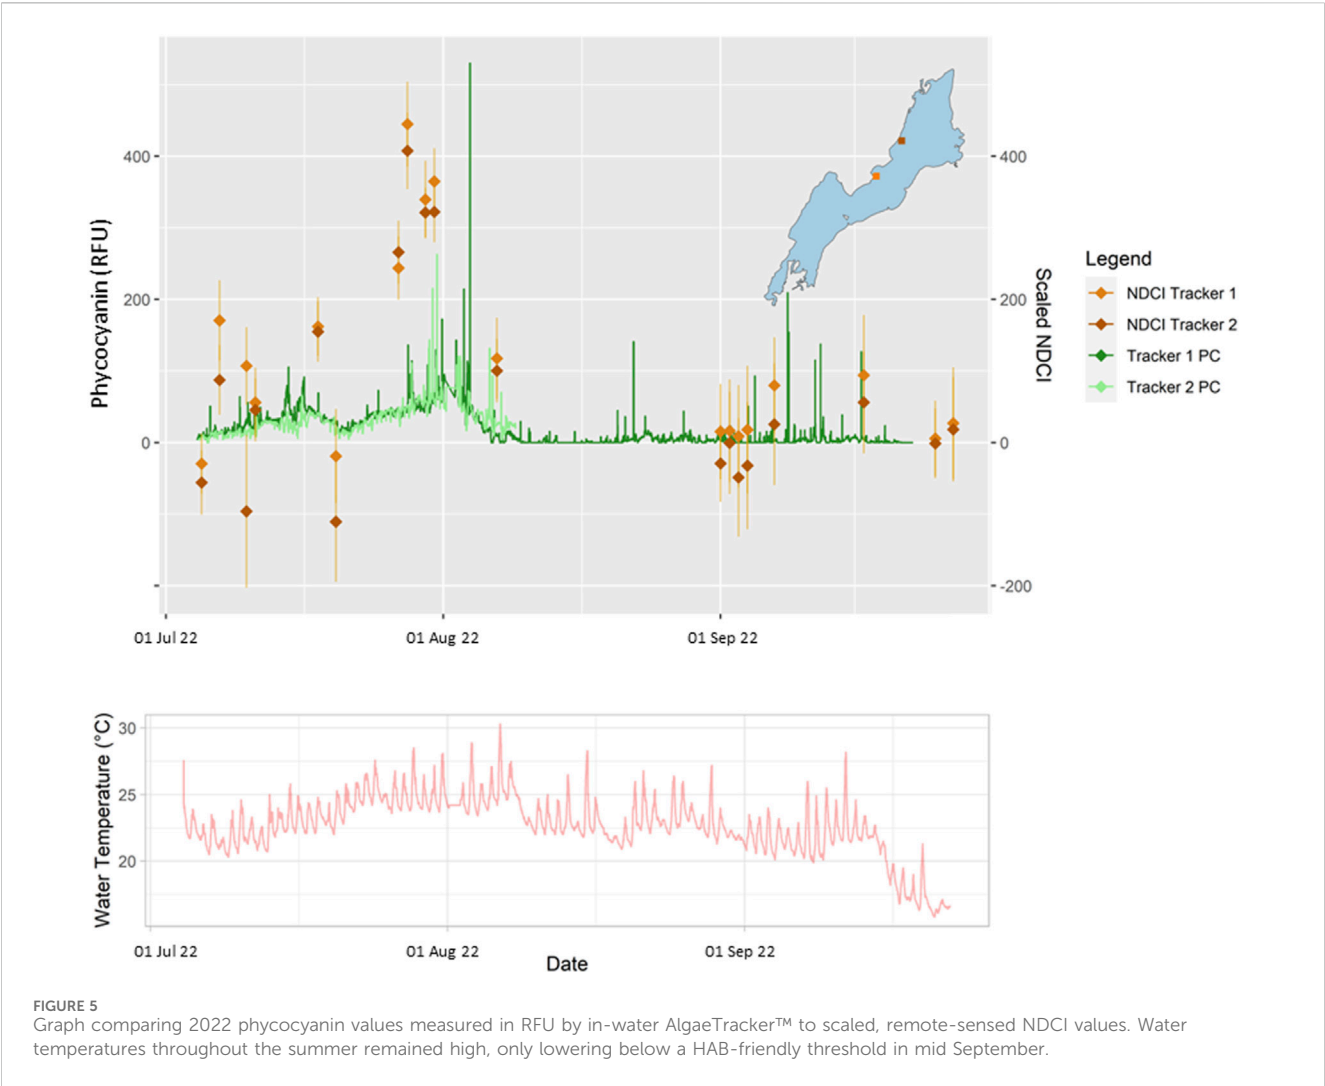 Phycocyanin (RFU)
400
200
0
400
200
0
-200
Scaled NDCI
01 Jul 22
01 Aug 22
01 Sep 22
Legend
NDCI Tracker 1
NDCI Tracker 2
Tracker 1 PC
Tracker 2 PC
Water Temperature (°C)
30
25
20
01 Jul 22
01 Aug 22
01 Sep 22
Date
FIGURE 5
Graph comparing 2022 phycocyanin values measured in RFU by in-water AlgaeTracker™ to scaled, remote-sensed NDCI values. Water
temperatures throughout the summer remained high, only lowering below a HAB-friendly threshold in mid September.